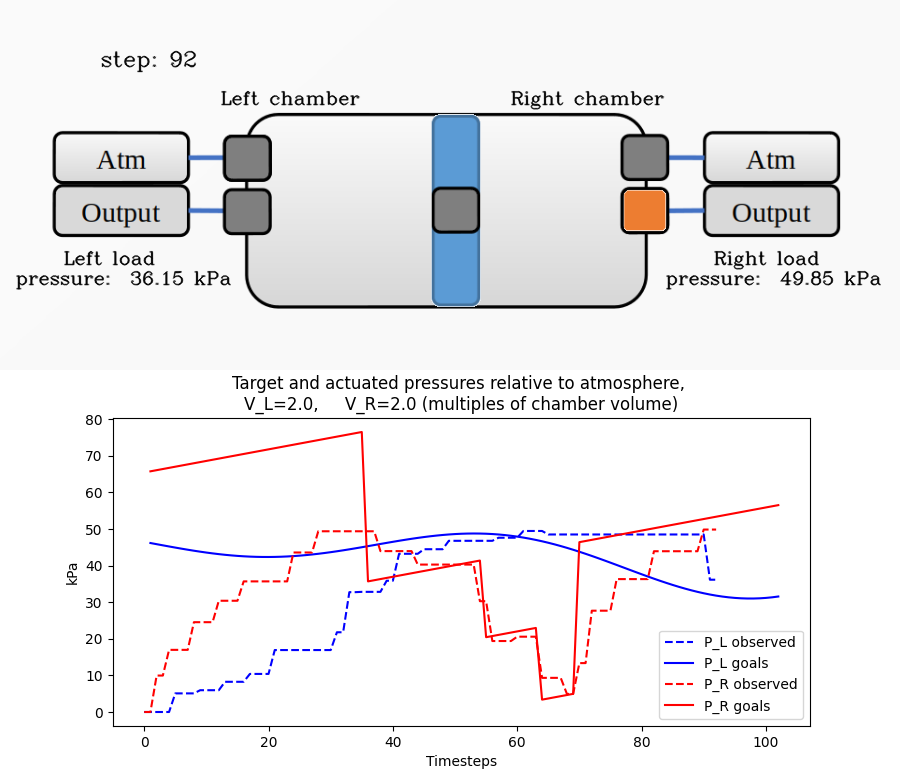 step: 92
Left chamber
Right chamber
Atm
Atm
Output
Output
Left load
pressure: 36.15 kPa
Right load
pressure: 49.85 kPa
Target and actuated pressures relative to atmosphere,
V_L=2.0, V_R=2.0 (multiples of chamber volume)
80
70
60
50
40
30
20
10
0
kPa
0
20
40
60
80
100
Timesteps
P_L observed
P_L goals
P_R observed
P_R goals